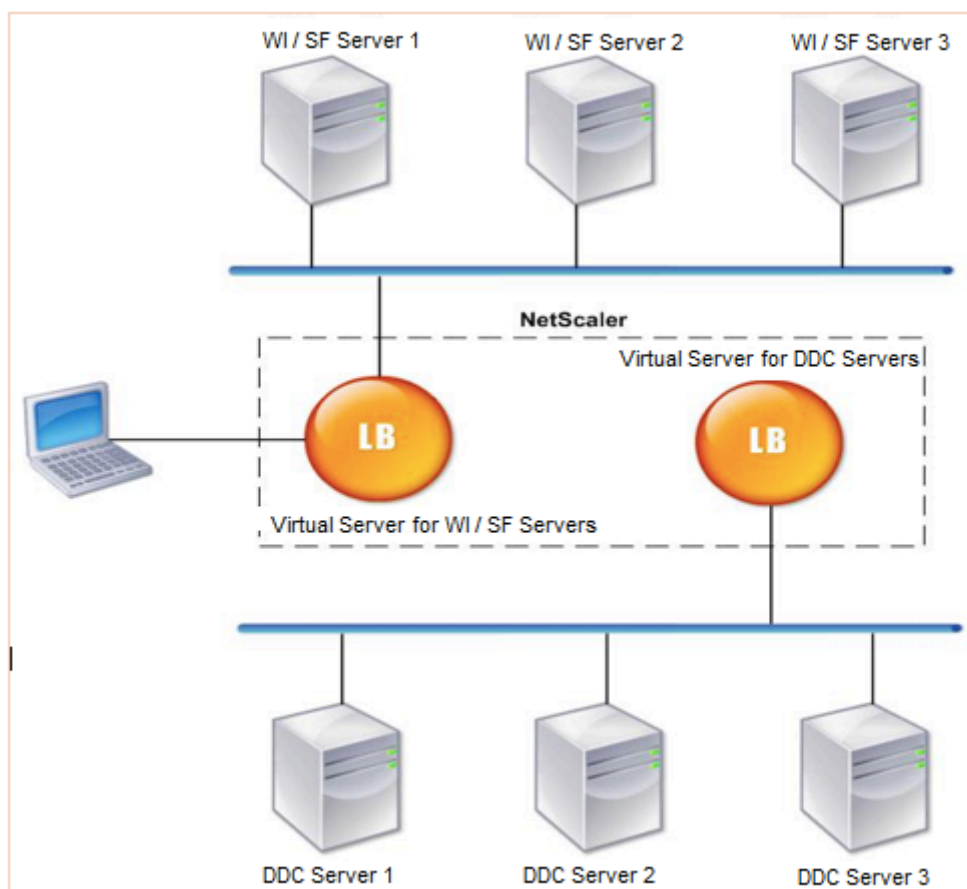 WI / SF Server 1
WI / SF Server 2
WI / SF Server 3
NetScaler
Virtual Server for DDC Servers
LB
LB
Virtual Server for WI / SF Servers
DDC Server 1
DDC Server 2
DDC Server 3